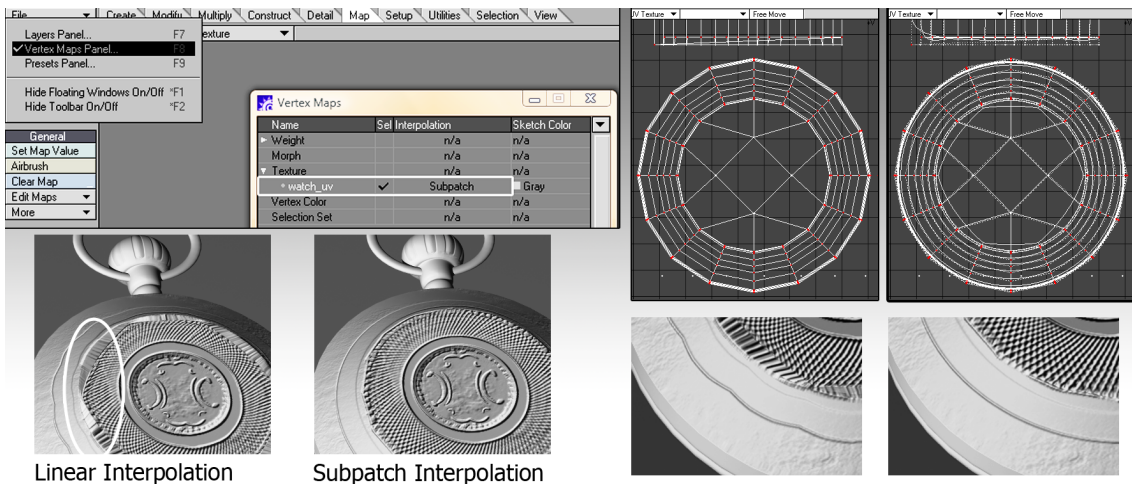 File Create Modify Multiply Construct Detail Map Setup Utilities Selection View
Layers Panel... F7
Vertex Maps Panel... F8
Presets Panel... F9
Hide Floating Windows On/Off *F1
Hide Toolbar On/Off *F2
exture
General
Set Map Value
Airbrush
Clear Map
Edit Maps
More
Vertex Maps
Name Sel Interpolation Sketch Color
Weight n/a n/a
Morph n/a n/a
Texture n/a n/a
watch_uv Subpatch Gray
Vertex Color n/a n/a
Selection Set n/a n/a
UV Texture Free Move
UV Texture Free Move
Linear Interpolation
Subpatch Interpolation